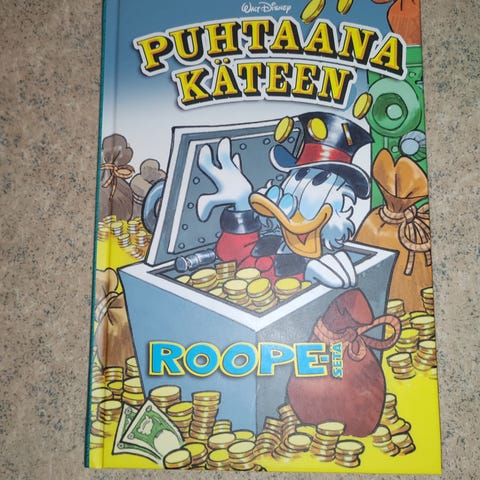 Walt Disney
PUHTAANA
KÄTEEN
ROOPE-
SETÄ